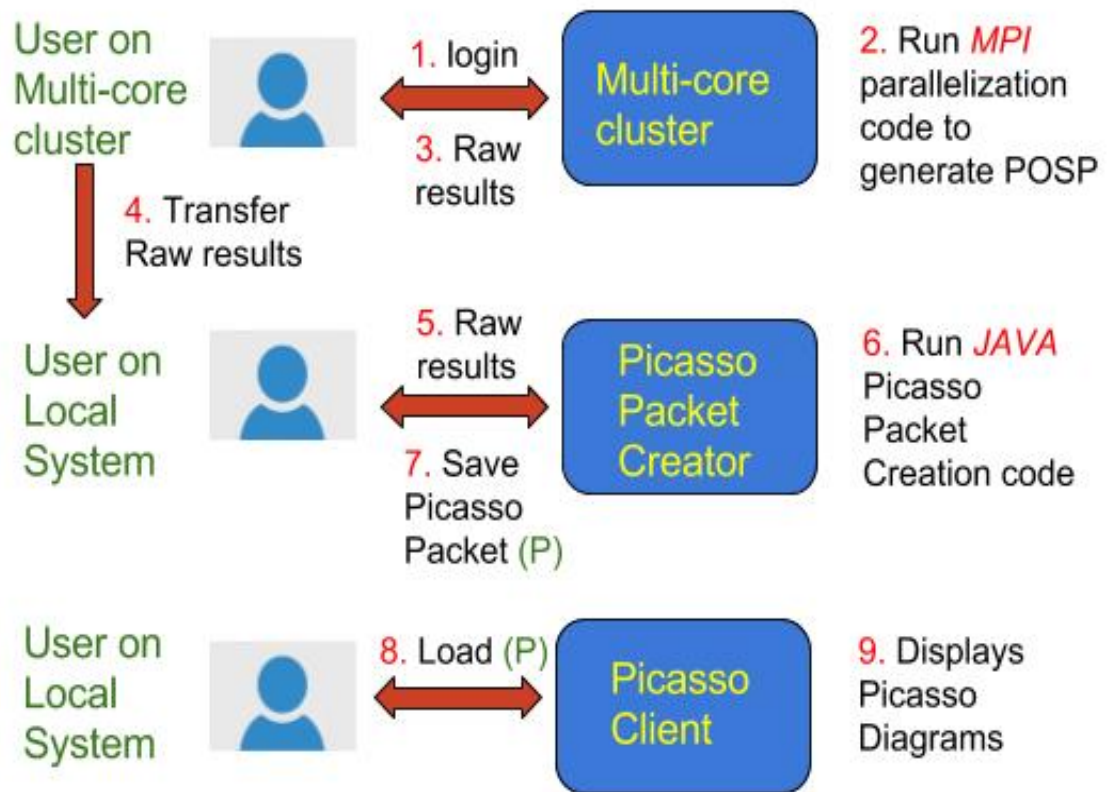 User on
Multi-core
cluster
1. login
3. Raw
results
Multi-core
cluster
2. Run MPI
parallelization
code to
generate POSP
4. Transfer
Raw results
User on
Local
System
5. Raw
results
7. Save
Picasso
Packet (P)
Picasso
Packet
Creator
6. Run JAVA
Picasso
Packet
Creation code
User on
Local
System
8. Load (P)
Picasso
Client
9. Displays
Picasso
Diagrams